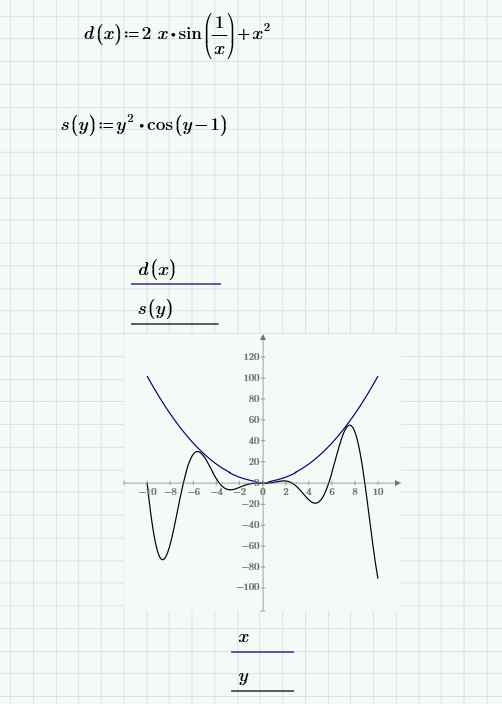 d(x):=2 x•sin(1/x)+x²
s(y):=y²•cos(y−1)
d(x)
s(y)
120
100
80
60
40
20
−10 −8 −6 −4 −2 0 0 2 4 6 8 10
−20
−40
−60
−80
−100
x
y